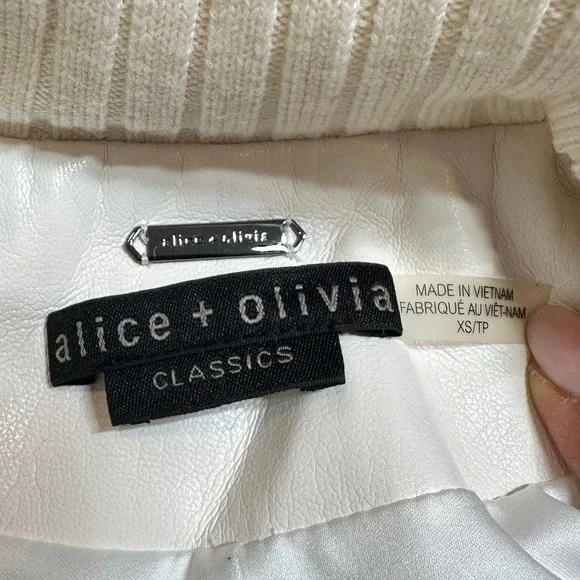 alice + olivia
alice + olivia
CLASSICS
MADE IN VIETNAM
FABRIQUÉ AU VIÊT-NAM
XS/TP